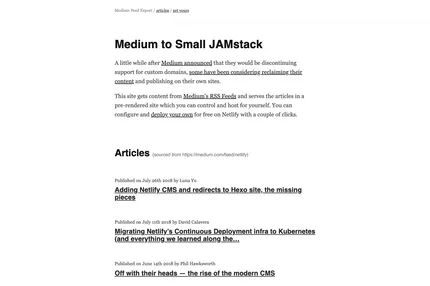 Medium Feed Export / articles / get yours
Medium to Small JAMstack
A little while after Medium announced that they would be discontinuing
support for custom domains, some have been considering reclaiming their
content and publishing on their own sites.
This site gets content from Medium's RSS Feeds and serves the articles in a
pre-rendered site which you can control and host for yourself. You can
configure and deploy your own for free on Netlify with a couple of clicks.
Articles (sourced from https://medium.com/feed/netlify)
Published on July 26th 2018 by Luna Yu
Adding Netlify CMS and redirects to Hexo site, the missing
pieces
Published on July 11th 2018 by David Calavera
Migrating Netlify's Continuous Deployment infra to Kubernetes
(and everything we learned along the…
Published on June 14th 2018 by Phil Hawksworth
Off with their heads — the rise of the modern CMS